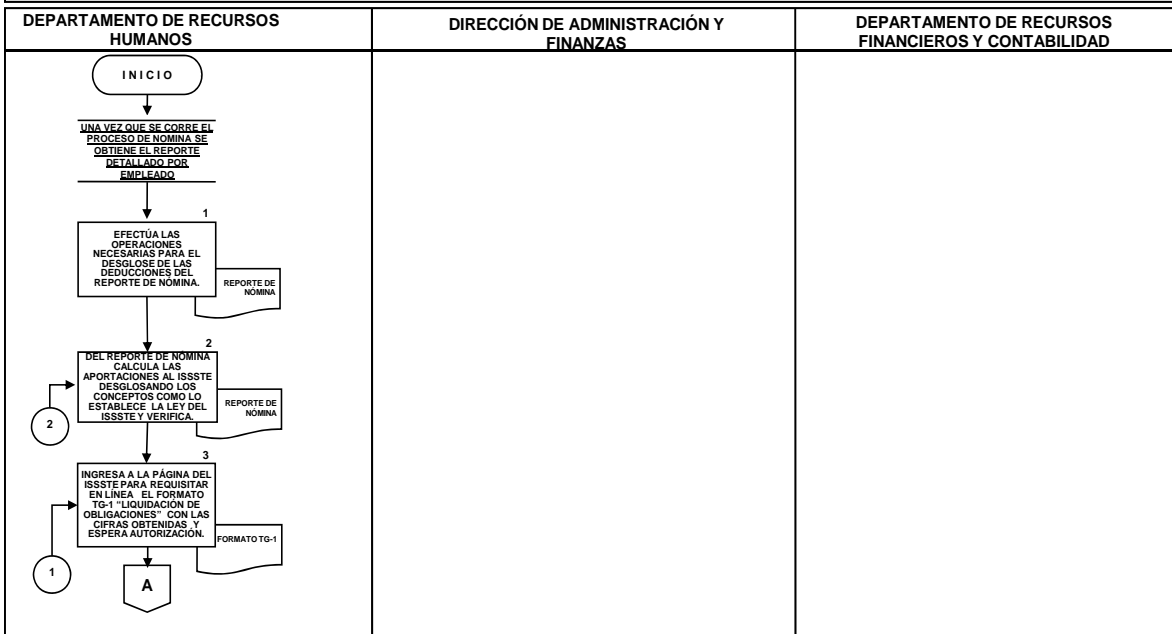 DEPARTAMENTO DE RECURSOS
HUMANOS
DIRECCIÓN DE ADMINISTRACIÓN Y
FINANZAS
DEPARTAMENTO DE RECURSOS
FINANCIEROS Y CONTABILIDAD
INICIO
UNA VEZ QUE SE CORRE EL
PROCESO DE NOMINA SE
OBTIENE EL REPORTE
DETALLADO POR
EMPLEADO
1
EFECTÚA LAS
OPERACIONES
NECESARIAS PARA EL
DESGLOSE DE LAS
DEDUCCIONES DEL
REPORTE DE NÓMINA.
REPORTE DE
NÓMINA
2
DEL REPORTE DE NÓMINA
CALCULA LAS
APORTACIONES AL ISSSTE
DESGLOSANDO LOS
CONCEPTOS COMO LO
ESTABLECE LA LEY DEL
ISSSTE Y VERIFICA.
REPORTE DE
NÓMINA
2
3
INGRESA A LA PÁGINA DEL
ISSSTE PARA REQUISITAR
EN LÍNEA EL FORMATO
TG-1 “LIQUIDACIÓN DE
OBLIGACIONES” CON LAS
CIFRAS OBTENIDAS ,Y
ESPERA AUTORIZACIÓN.
FORMATO TG-1
1
A